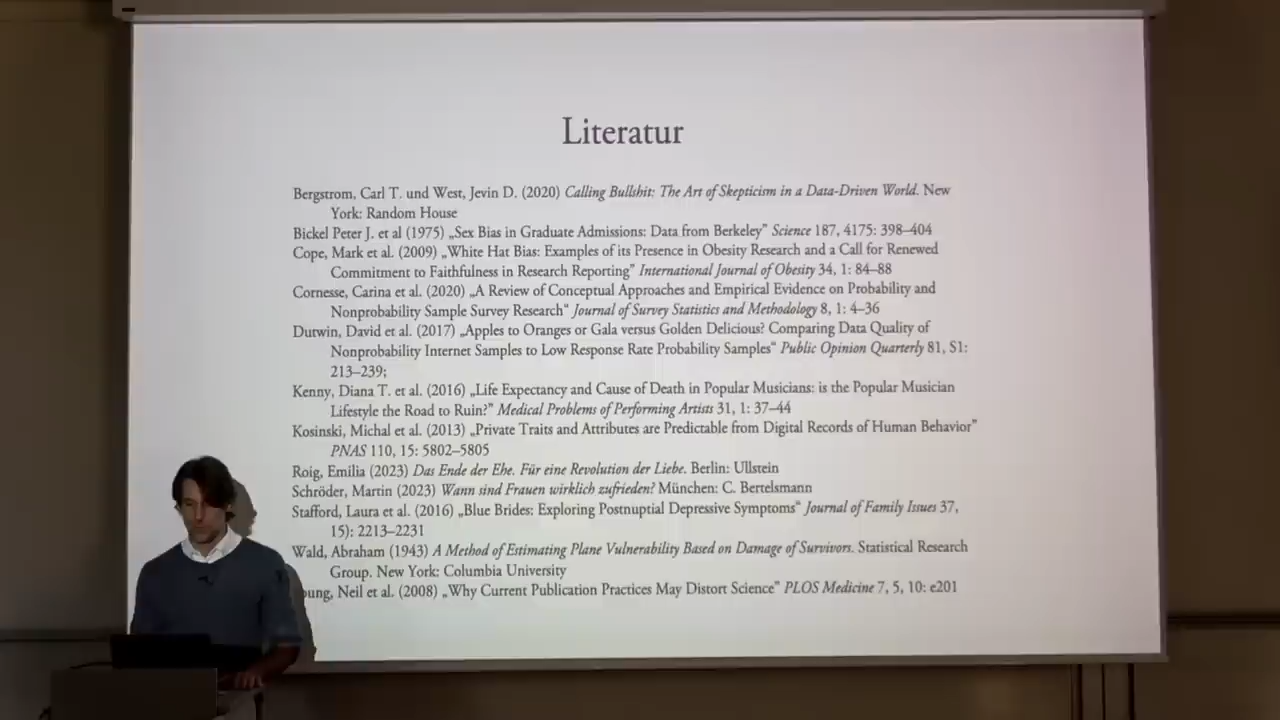 Literatur
Bergstrom, Carl T. und West, Jevin D. (2020) Calling Bullshit: The Art of Skepticism in a Data-Driven World. New
York: Random House
Bickel Peter J. et al (1975) „Sex Bias in Graduate Admissions: Data from Berkeley” Science 187, 4175: 398–404
Cope, Mark et al. (2009) „White Hat Bias: Examples of its Presence in Obesity Research and a Call for Renewed
Commitment to Faithfulness in Research Reporting” International Journal of Obesity 34, 1: 84–88
Cornesse, Carina et al. (2020) „A Review of Conceptual Approaches and Empirical Evidence on Probability and
Nonprobability Sample Survey Research“ Journal of Survey Statistics and Methodology 8, 1: 4–36
Dutwin, David et al. (2017) „Apples to Oranges or Gala versus Golden Delicious? Comparing Data Quality of
Nonprobability Internet Samples to Low Response Rate Probability Samples“ Public Opinion Quarterly 81, S1:
213–239;
Kenny, Diana T. et al. (2016) „Life Expectancy and Cause of Death in Popular Musicians: is the Popular Musician
Lifestyle the Road to Ruin?” Medical Problems of Performing Artists 31, 1: 37–44
Kosinski, Michal et al. (2013) „Private Traits and Attributes are Predictable from Digital Records of Human Behavior”
PNAS 110, 15: 5802–5805
Roig, Emilia (2023) Das Ende der Ehe. Für eine Revolution der Liebe. Berlin: Ullstein
Schröder, Martin (2023) Wann sind Frauen wirklich zufrieden? München: C. Bertelsmann
Stafford, Laura et al. (2016) „Blue Brides: Exploring Postnuptial Depressive Symptoms“ Journal of Family Issues 37,
15): 2213–2231
Wald, Abraham (1943) A Method of Estimating Plane Vulnerability Based on Damage of Survivors. Statistical Research
Group. New York: Columbia University
oung, Neil et al. (2008) „Why Current Publication Practices May Distort Science” PLOS Medicine 7, 5, 10: e201